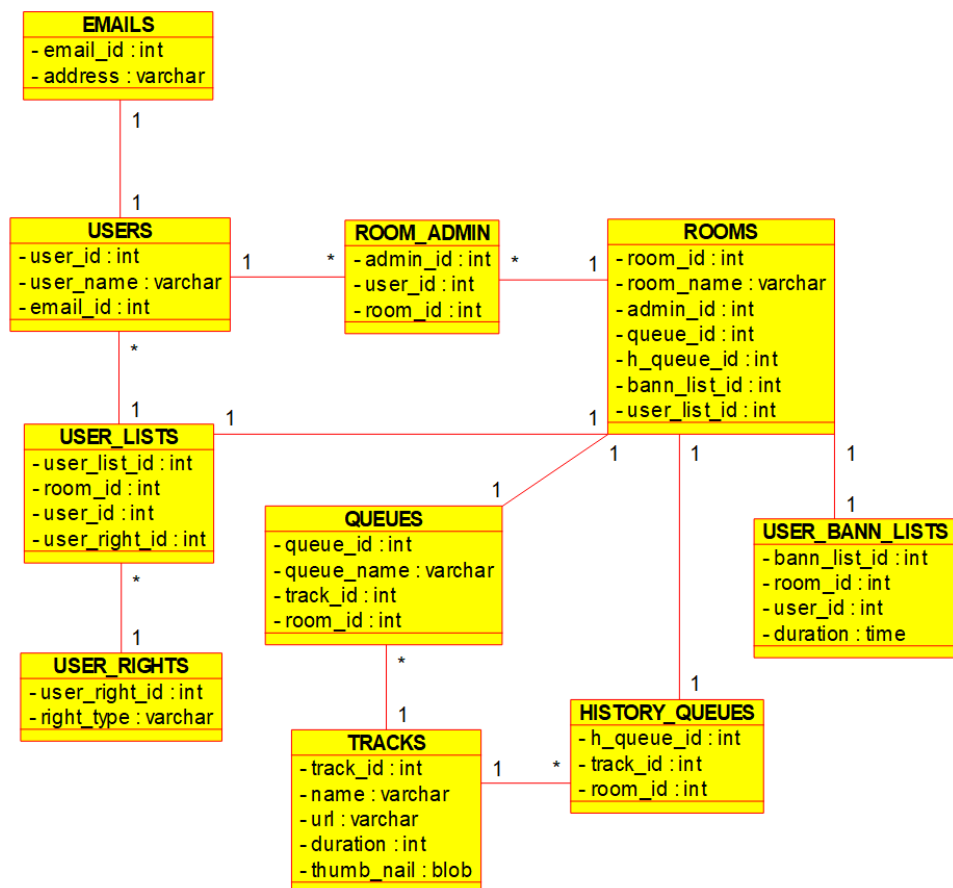 EMAILS
- email_id : int
- address : varchar
1
1
USERS
- user_id : int
- user_name : varchar
- email_id : int
1
*
ROOM_ADMIN
- admin_id : int
- user_id : int
- room_id : int
*
1
ROOMS
- room_id : int
- room_name : varchar
- admin_id : int
- queue_id : int
- h_queue_id : int
- bann_list_id : int
- user_list_id : int
*
1
USER_LISTS
- user_list_id : int
- room_id : int
- user_id : int
- user_right_id : int
1
1
*
1
USER_RIGHTS
- user_right_id : int
- right_type : varchar
1
1
QUEUES
- queue_id : int
- queue_name : varchar
- track_id : int
- room_id : int
1
1
1
1
USER_BANN_LISTS
- bann_list_id : int
- room_id : int
- user_id : int
- duration : time
*
1
TRACKS
- track_id : int
- name : varchar
- url : varchar
- duration : int
- thumb_nail : blob
1
*
HISTORY_QUEUES
- h_queue_id : int
- track_id : int
- room_id : int